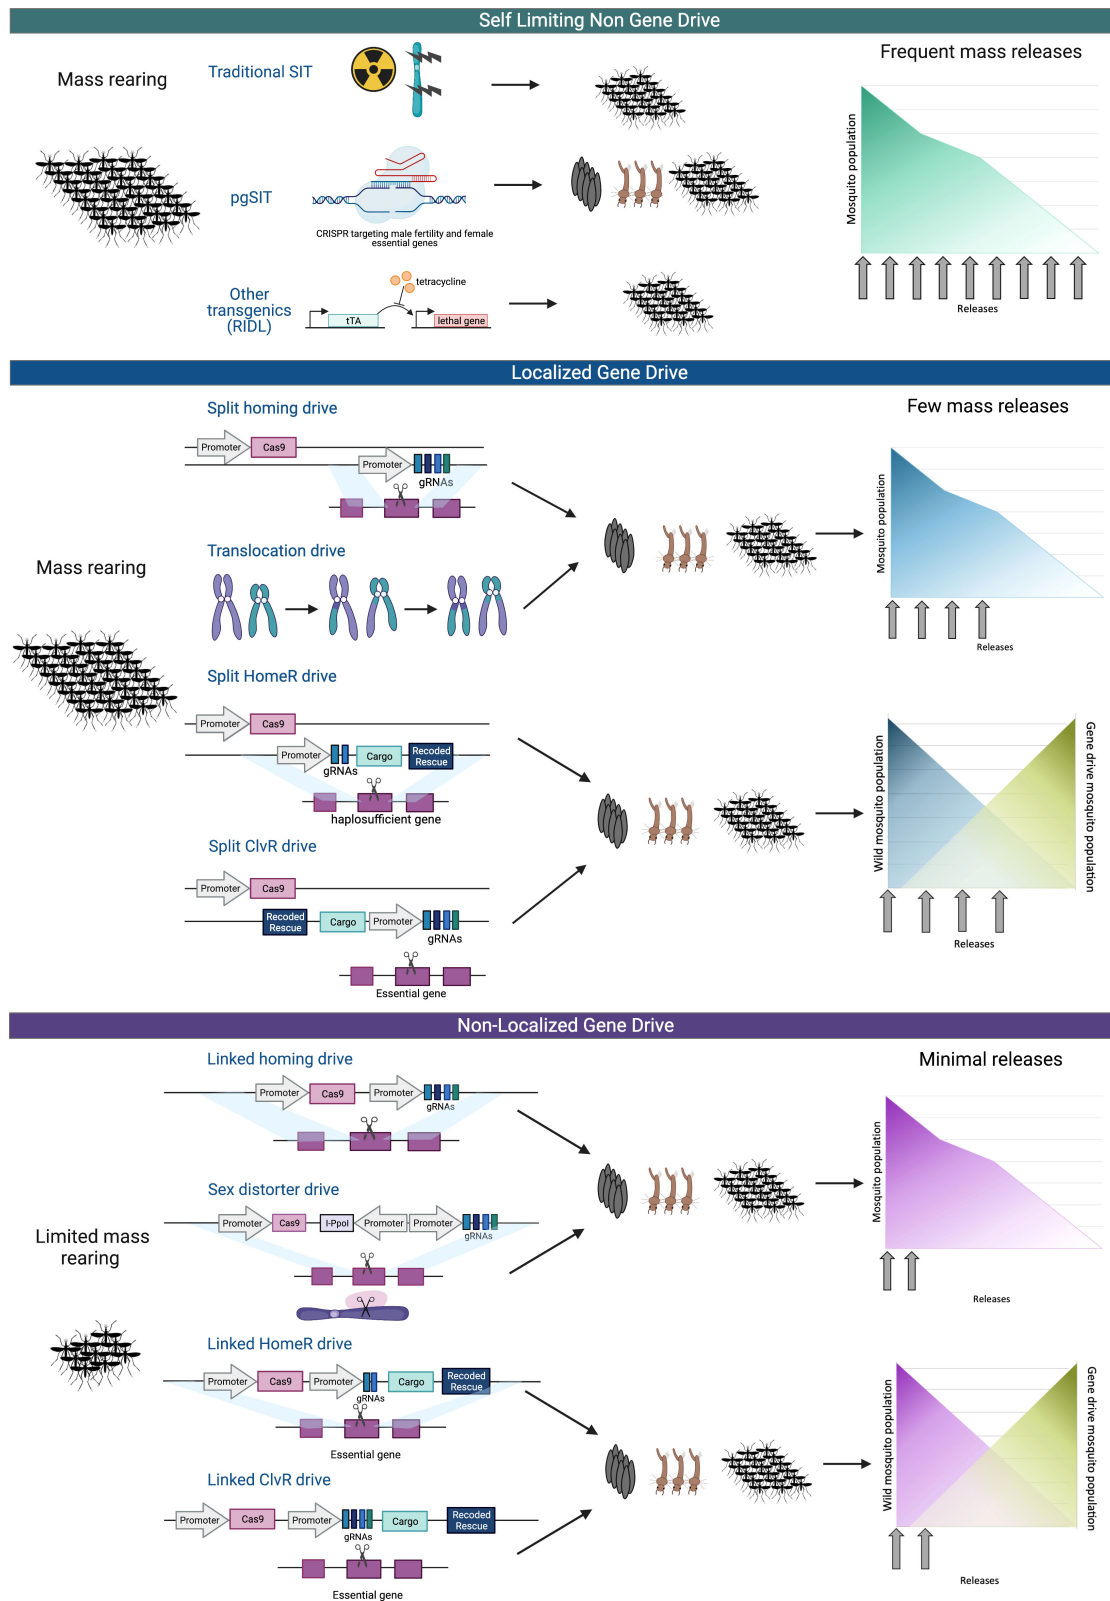 Self Limiting Non Gene Drive
Mass rearing
Traditional SIT
pgSIT
CRISPR targeting male fertility and female
essential genes
Other
transgenics
(RIDL)
tetracycline
tTA
lethal gene
Frequent mass releases
Mosquito population
Releases
Localized Gene Drive
Mass rearing
Split homing drive
Promoter
Cas9
Promoter
gRNAs
Translocation drive
Few mass releases
Mosquito population
Releases
Split HomeR drive
Promoter
Cas9
Promoter
gRNAs
Cargo
Recoded
Rescue
haplosufficient gene
Split ClvR drive
Promoter
Cas9
Recoded
Rescue
Cargo
Promoter
gRNAs
Essential gene
Wild mosquito population
Gene drive mosquito population
Releases
Non-Localized Gene Drive
Limited mass
rearing
Linked homing drive
Promoter
Cas9
Promoter
gRNAs
Sex distorter drive
Promoter
Cas9
I-PpoI
Promoter
Promoter
gRNAs
Minimal releases
Mosquito population
Releases
Linked HomeR drive
Promoter
Cas9
Promoter
gRNAs
Cargo
Recoded
Rescue
Essential gene
Linked ClvR drive
Promoter
Cas9
Promoter
gRNAs
Cargo
Recoded
Rescue
Essential gene
Wild mosquito population
Gene drive mosquito population
Releases